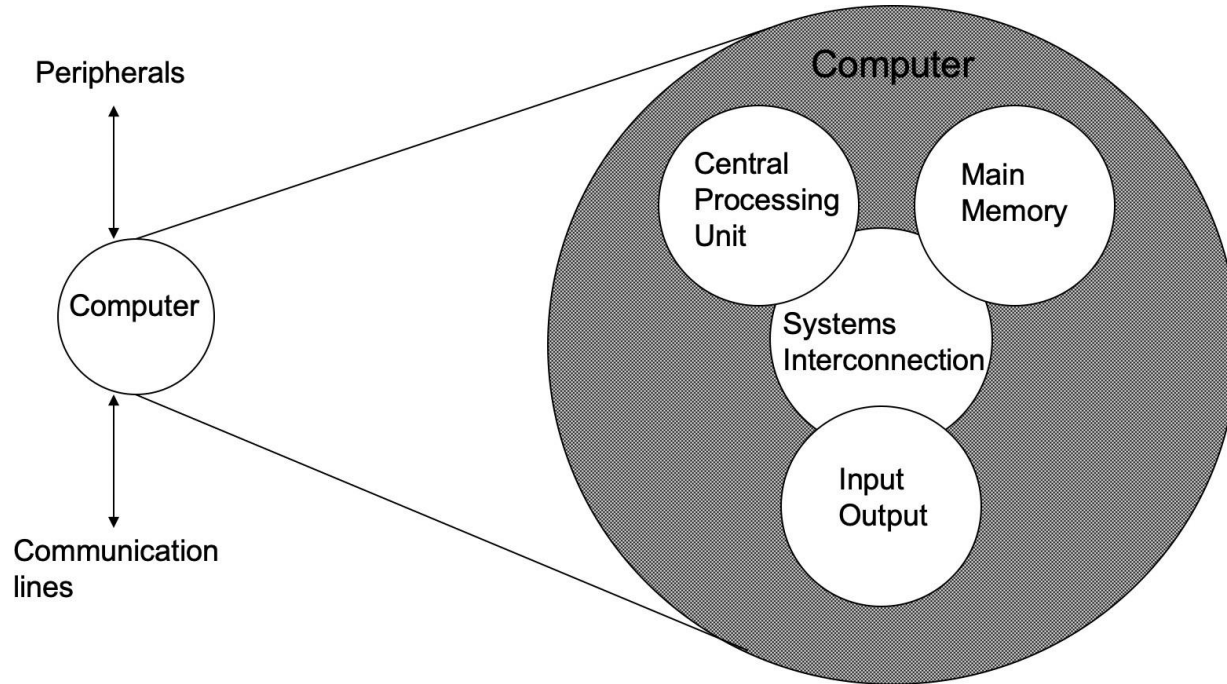 Peripherals
Computer
Communication
lines
Computer
Central
Processing
Unit
Main
Memory
Systems
Interconnection
Input
Output